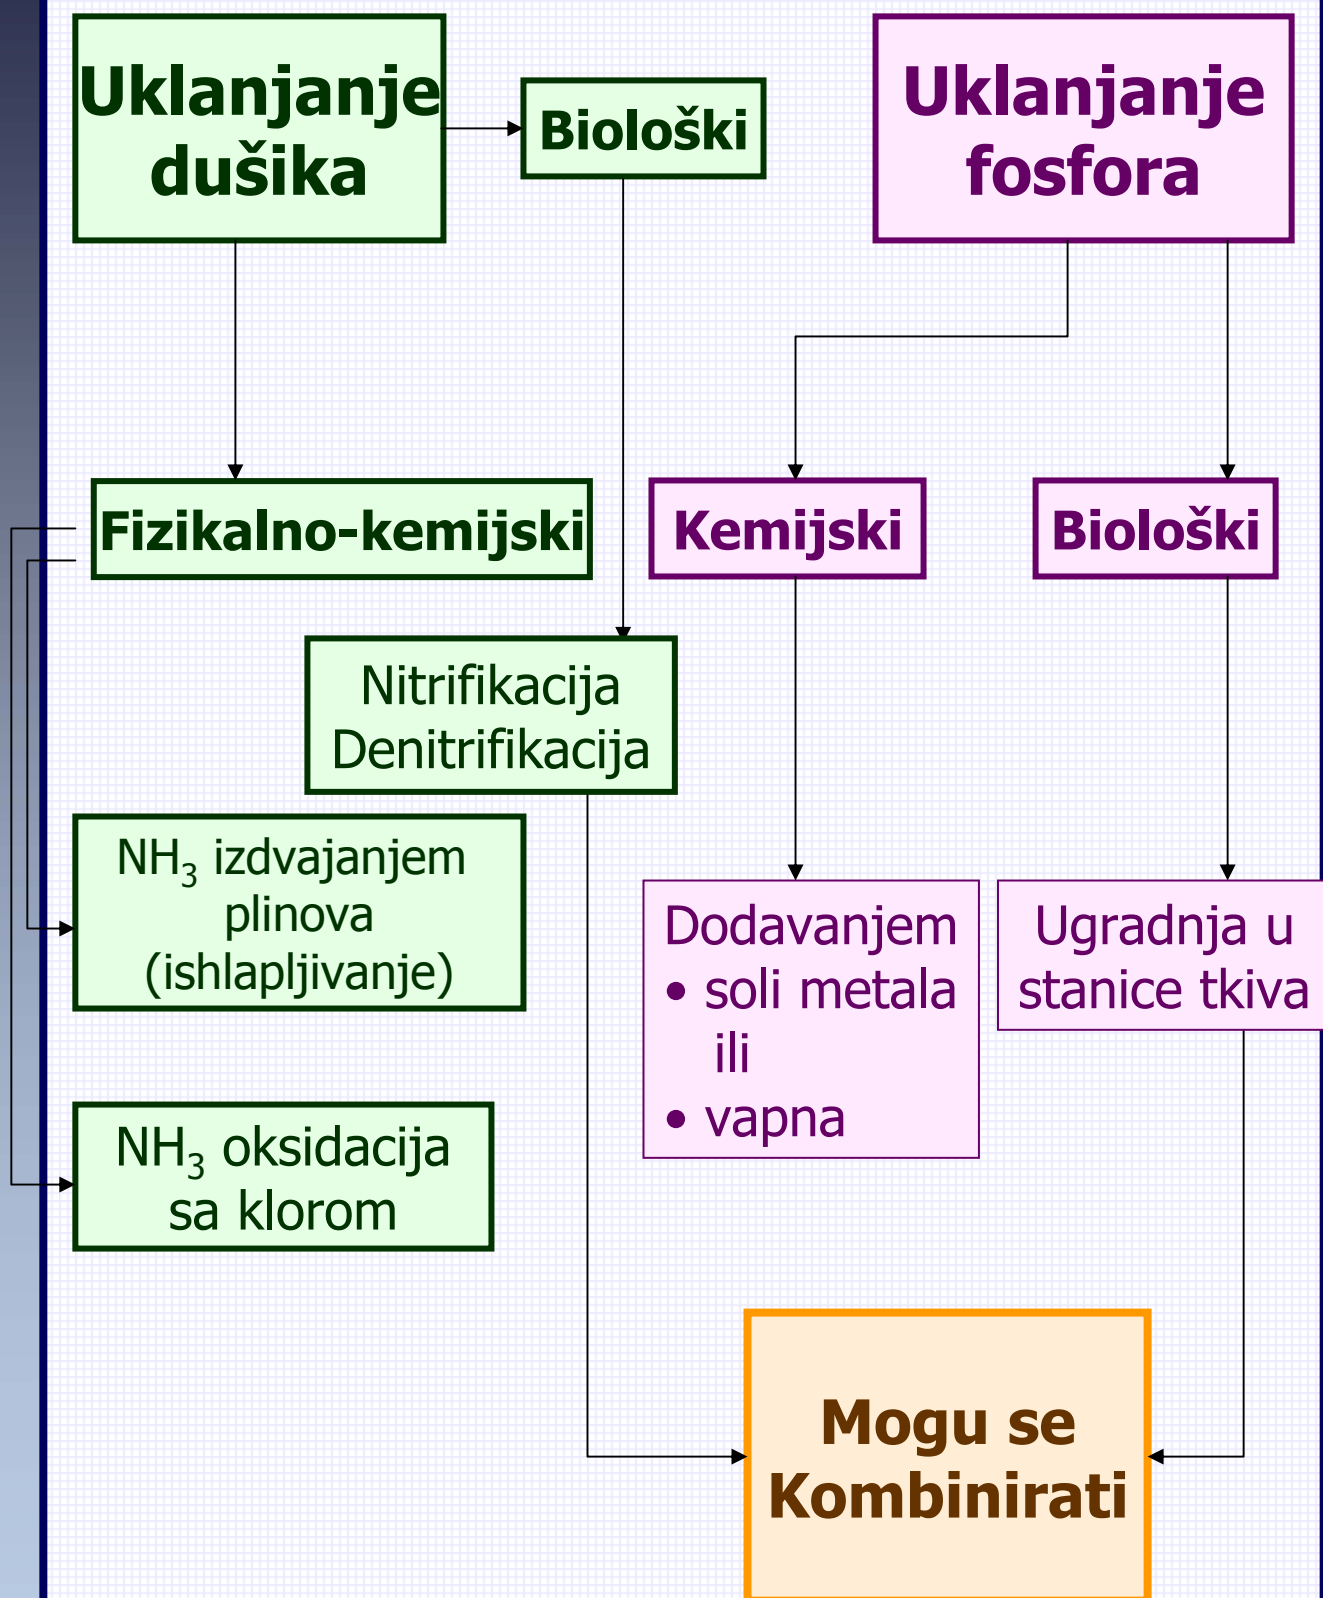 Uklanjanje
dušika
Biološki
Uklanjanje
fosfora
Fizikalno-kemijski
Kemijski
Biološki
Nitrifikacija
Denitrifikacija
NH₃ izdvajanjem
plinova
(ishlapljivanje)
Dodavanjem
• soli metala
ili
• vapna
Ugradnja u
stanice tkiva
NH₃ oksidacija
sa klorom
Mogu se
Kombinirati